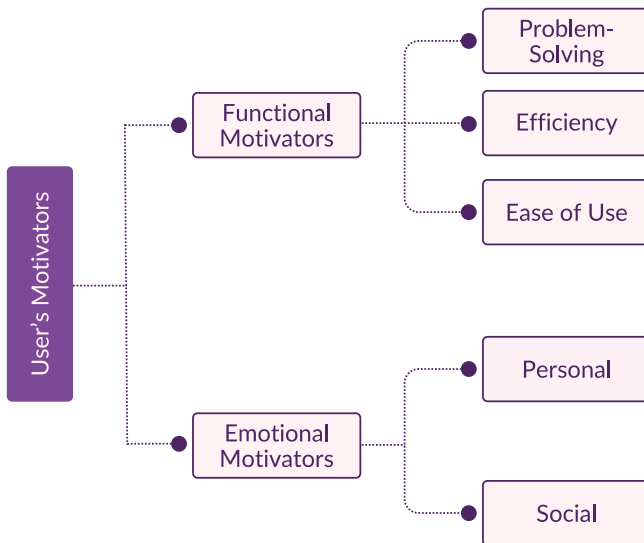 User's Motivators
Functional
Motivators
Problem-
Solving
Efficiency
Ease of Use
Emotional
Motivators
Personal
Social